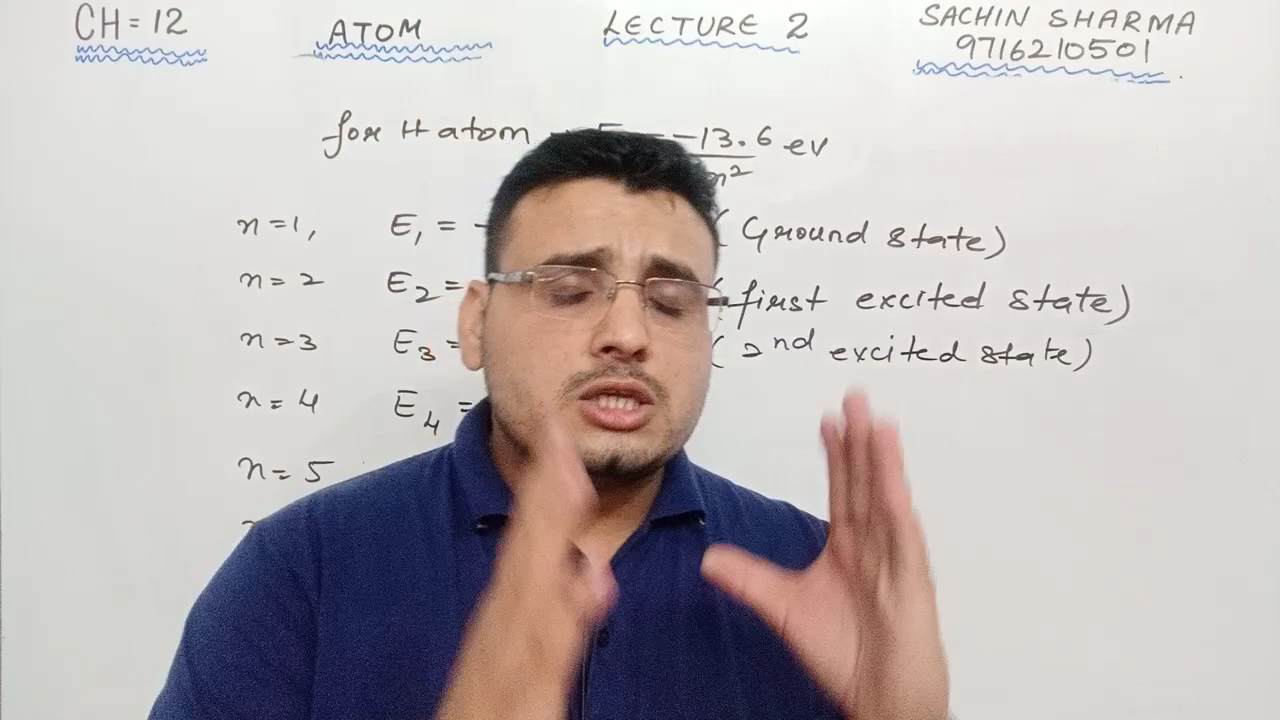 CH = 12 ATOM LECTURE 2 SACHIN SHARMA
9716210501
for H atom -13.6 ev
n²
n=1, E₁ = - (Ground state)
n=2 E₂= (first excited state)
n=3 E₃= (2nd excited state)
n=4 E₄=
n=5